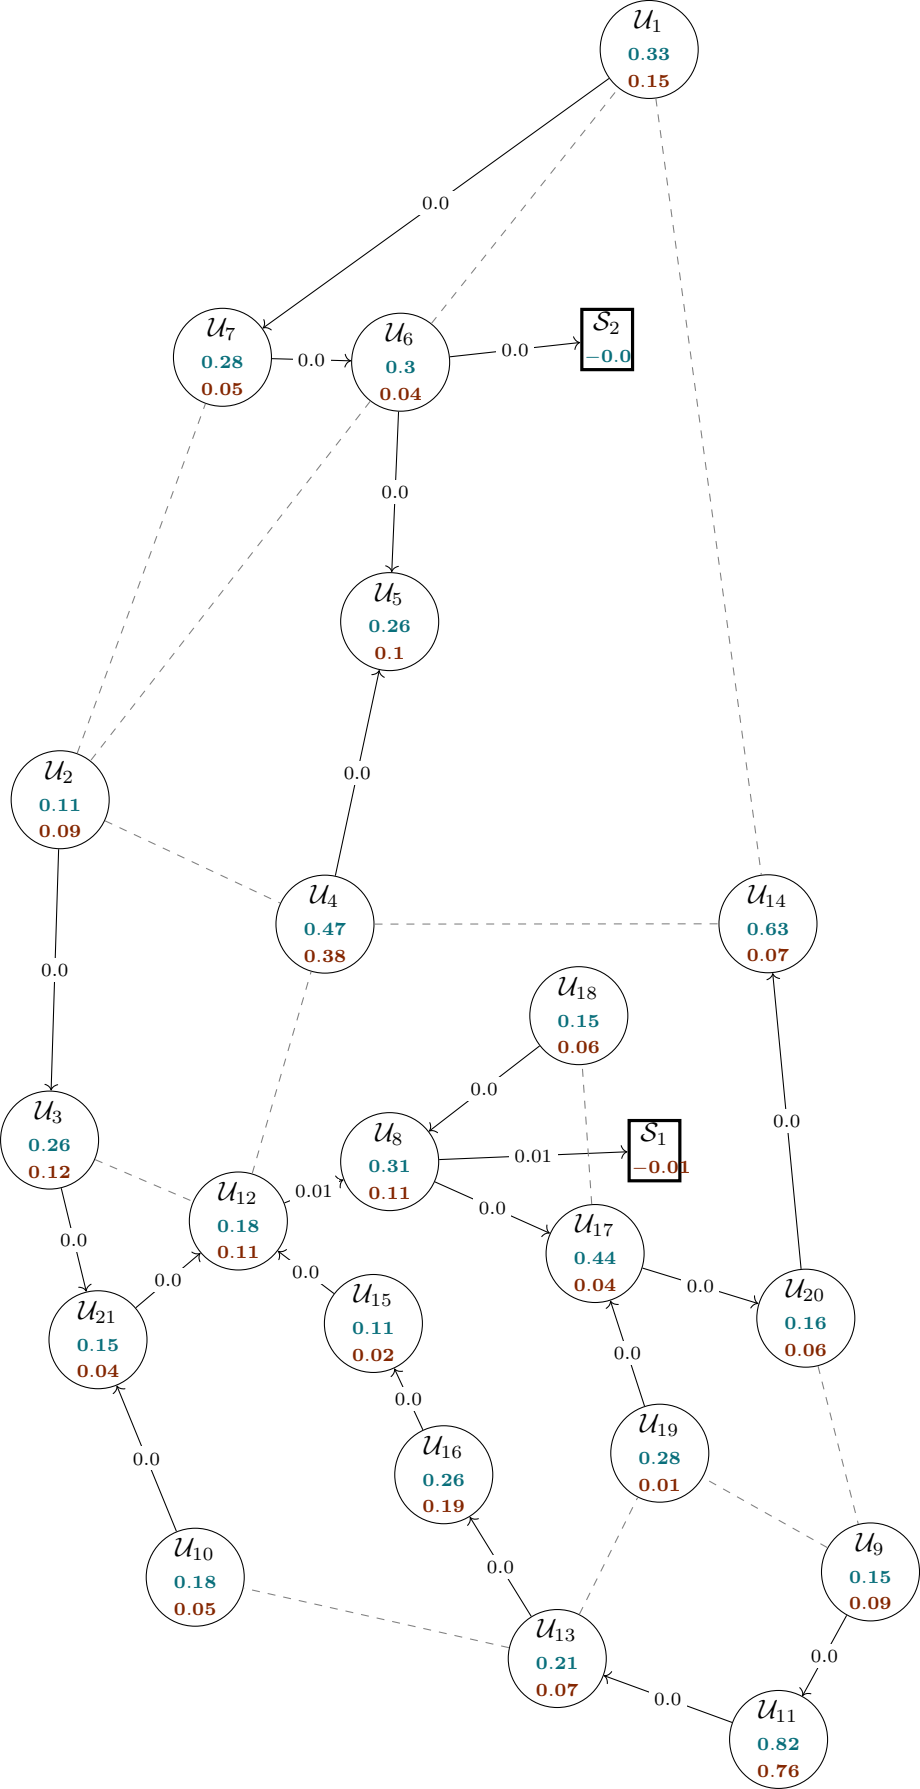 𝒰₁
0.33
0.15
0.0
𝒰₇
0.28
0.05
0.0
𝒰₆
0.3
0.04
0.0
𝒮₂
−0.0
0.0
𝒰₅
0.26
0.1
0.0
𝒰₂
0.11
0.09
𝒰₄
0.47
0.38
𝒰₁₄
0.63
0.07
0.0
𝒰₁₈
0.15
0.06
0.0
0.0
𝒰₃
0.26
0.12
𝒰₈
0.31
0.11
0.01
𝒮₁
−0.01
𝒰₁₂
0.18
0.11
0.01
0.0
𝒰₁₇
0.44
0.04
0.0
0.0
0.0
0.0
𝒰₂₁
0.15
0.04
𝒰₁₅
0.11
0.02
𝒰₂₀
0.16
0.06
0.0
0.0
𝒰₁₉
0.28
0.01
𝒰₁₆
0.26
0.19
0.0
𝒰₁₀
0.18
0.05
0.0
𝒰₉
0.15
0.09
𝒰₁₃
0.21
0.07
0.0
0.0
𝒰₁₁
0.82
0.76